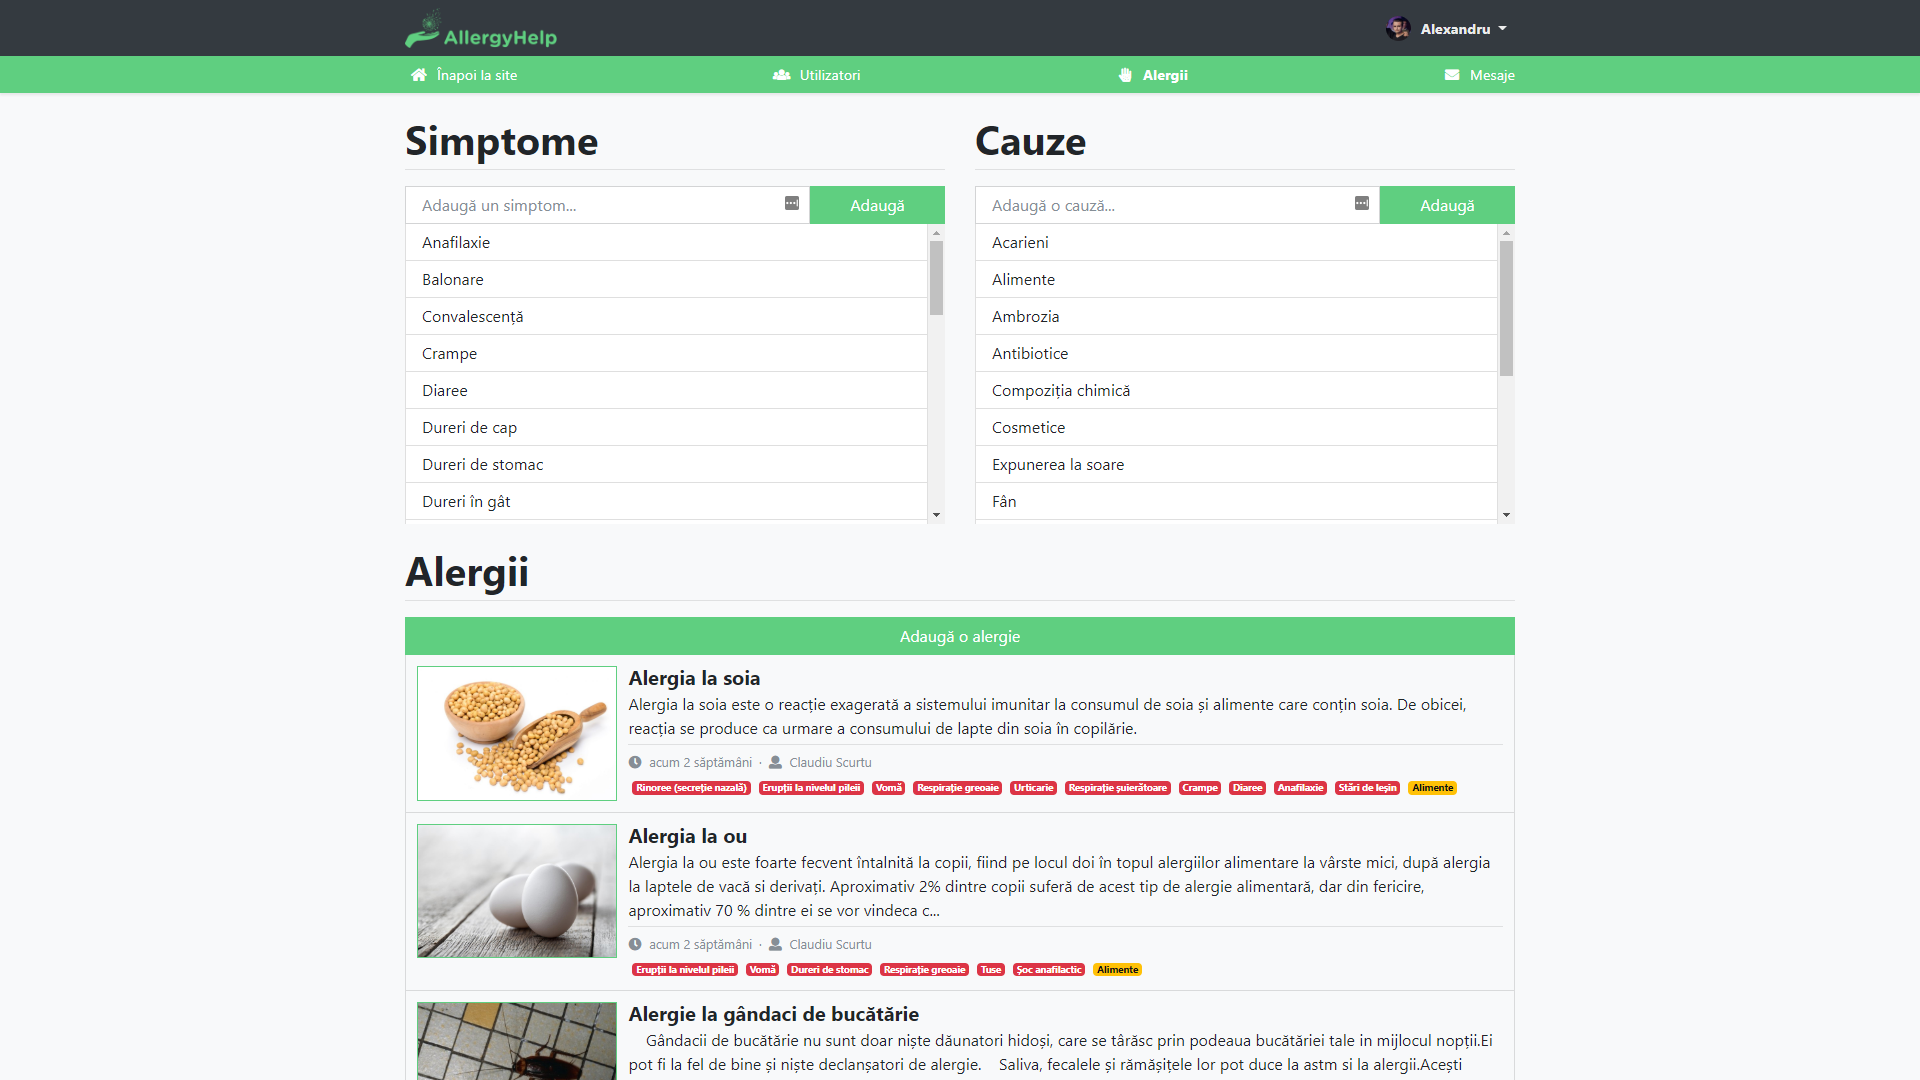 AllergyHelp
Alexandru
Înapoi la site
Utilizatori
Alergii
Mesaje
Simptome
Adaugă un simptom...
Adaugă
Anafilaxie
Balonare
Convalescență
Crampe
Diaree
Dureri de cap
Dureri de stomac
Dureri în gât
Cauze
Adaugă o cauză...
Adaugă
Acarieni
Alimente
Ambrozia
Antibiotice
Compoziția chimică
Cosmetice
Expunerea la soare
Fân
Alergii
Adaugă o alergie
Alergia la soia
Alergia la soia este o reacție exagerată a sistemului imunitar la consumul de soia și alimente care conțin soia. De obicei,
reacția se produce ca urmare a consumului de lapte din soia în copilărie.
acum 2 săptămâni · Claudiu Scurtu
Rinoree (secreție nazală) Erupții la nivelul pileii Vomă Respirație greoaie Urticarie Respirație șuierătoare Crampe Diaree Anafilaxie Stări de leșin Alimente
Alergia la ou
Alergia la ou este foarte fecvent întalnită la copii, fiind pe locul doi în topul alergiilor alimentare la vârste mici, după alergia
la laptele de vacă si derivați. Aproximativ 2% dintre copii suferă de acest tip de alergie alimentară, dar din fericire,
aproximativ 70 % dintre ei se vor vindeca c...
acum 2 săptămâni · Claudiu Scurtu
Erupții la nivelul pileii Vomă Dureri de stomac Respirație greoaie Tuse Șoc anafilactic Alimente
Alergie la gândaci de bucătărie
Gândacii de bucătărie nu sunt doar niște dăunatori hidoși, care se târăsc prin podeaua bucătăriei tale in mijlocul nopții.Ei
pot fi la fel de bine și niște declanșatori de alergie. Saliva, fecalele și rămășițele lor pot duce la astm si la alergii.Acești